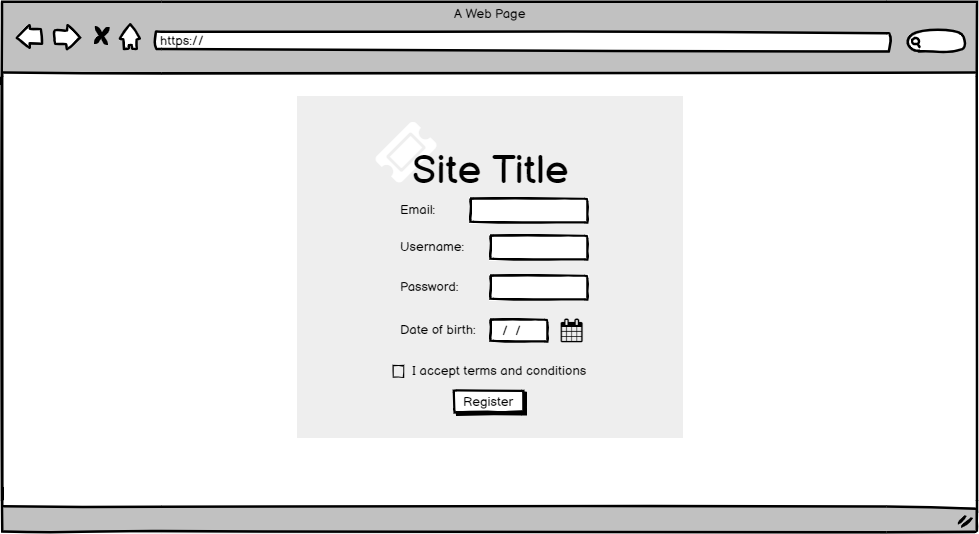 A Web Page
https://
Site Title
Email:
Username:
Password:
Date of birth: / /
I accept terms and conditions
Register